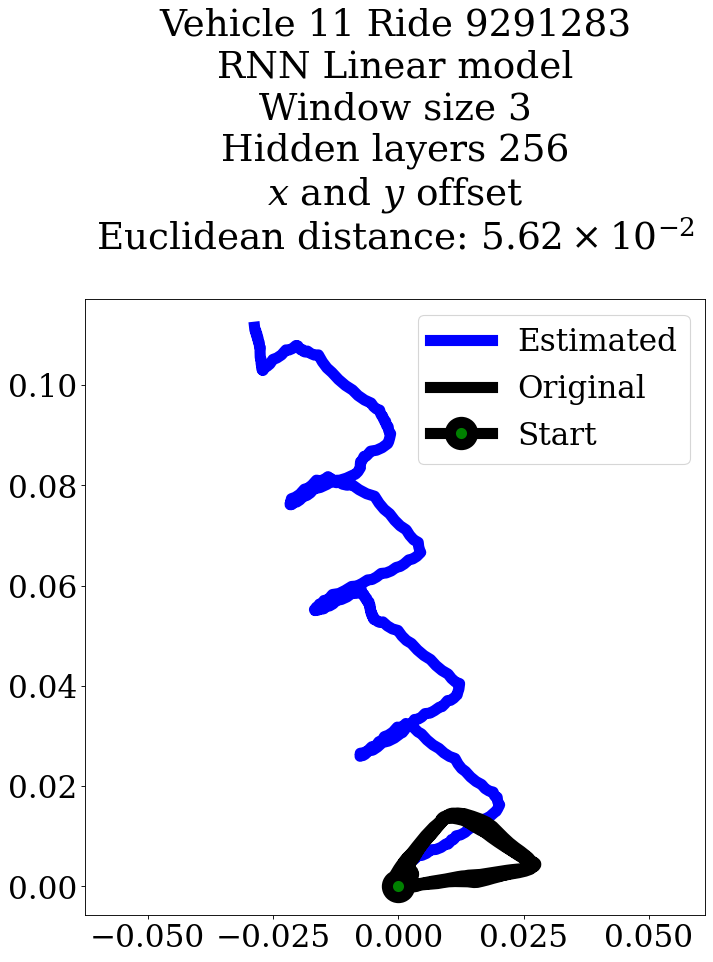 Vehicle 11 Ride 9291283
RNN Linear model
Window size 3
Hidden layers 256
x and y offset
Euclidean distance: 5.62 × 10⁻²
Estimated
Original
Start
0.10
0.08
0.06
0.04
0.02
0.00
−0.050 −0.025 0.000 0.025 0.050